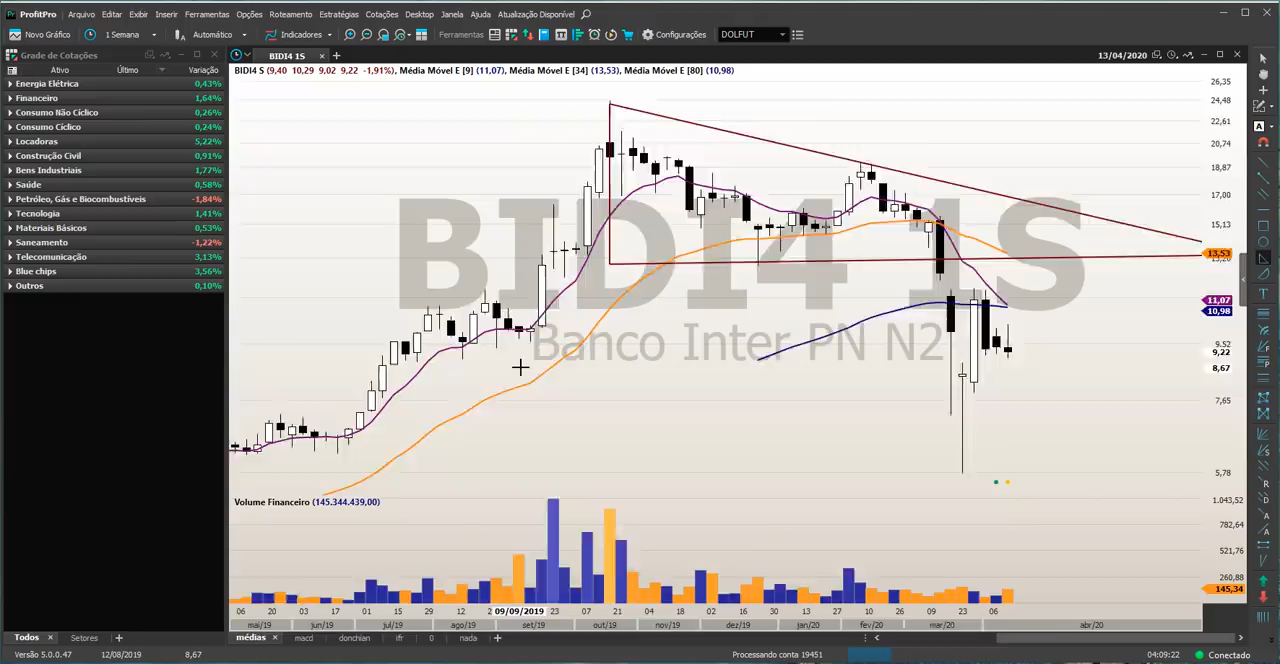 ProfitPro Arquivo Editar Exibir Inserir Ferramentas Opções Roteamento Estratégias Cotações Desktop Janela Ajuda Atualização Disponível
Novo Gráfico 1 Semana Automático Indicadores Ferramentas Configurações DOLFUT
Grade de Cotações
BIDI4 1S
13/04/2020
Ativo Último Variação
Energia Elétrica 0,43%
Financeiro 1,64%
Consumo Não Cíclico 0,26%
Consumo Cíclico 0,24%
Locadoras 5,22%
Construção Civil 0,91%
Bens Industriais 1,77%
Saúde 0,58%
Petróleo, Gás e Biocombustíveis -1,84%
Tecnologia 1,41%
Materiais Básicos 0,53%
Saneamento -1,22%
Telecomunicação 3,13%
Blue chips 3,56%
Outros 0,10%
BIDI4 S (9,40 10,29 9,02 9,22 -1,91%), Média Móvel E [9] (11,07), Média Móvel E [34] (13,53), Média Móvel E [80] (10,98)
BIDI4 1S
Banco Inter PN N2
26,35
24,48
22,61
20,74
18,87
17,00
15,13
13,53
11,07
10,98
9,52
9,22
8,67
7,65
5,78
Volume Financeiro (145.344.439,00)
1.043,52
782,64
521,76
260,88
145,34
06 20 03 17 01 15 29 12 09/09/2019 23 07 21 04 18 02 16 30 13 27 10 26 09 23 06
mai/19 jun/19 jul/19 ago/19 set/19 out/19 nov/19 dez/19 jan/20 fev/20 mar/20 abr/20
Todos Setores
médias macd donchian ifr 0 nada
Versão 5.0.0.47 12/08/2019 8,67 Processando conta 19451 04:09:22 Conectado